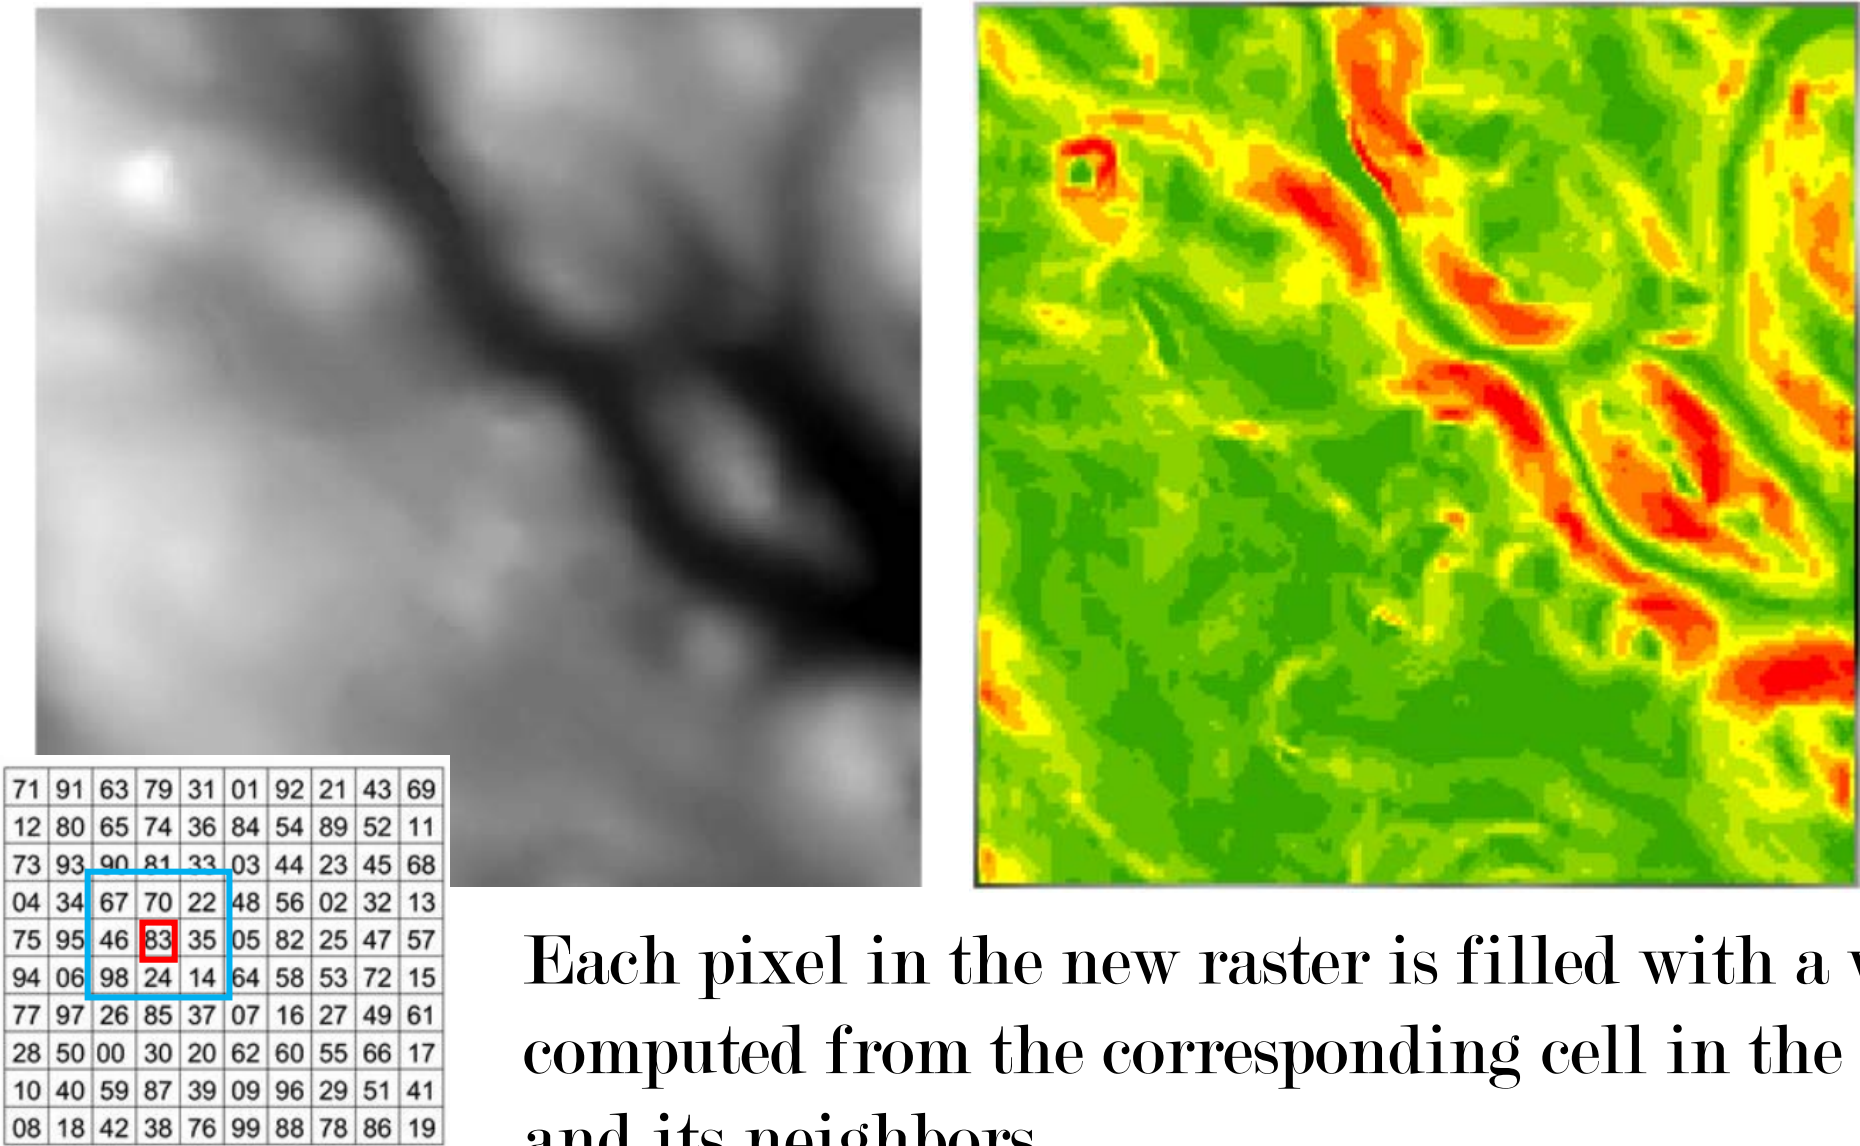 71 91 63 79 31 01 92 21 43 69
12 80 65 74 36 84 54 89 52 11
73 93 90 81 33 03 44 23 45 68
04 34 67 70 22 48 56 02 32 13
75 95 46 83 35 05 82 25 47 57
94 06 98 24 14 64 58 53 72 15
77 97 26 85 37 07 16 27 49 61
28 50 00 30 20 62 60 55 66 17
10 40 59 87 39 09 96 29 51 41
08 18 42 38 76 99 88 78 86 19
Each pixel in the new raster is filled with a
computed from the corresponding cell in the
and its neighbors